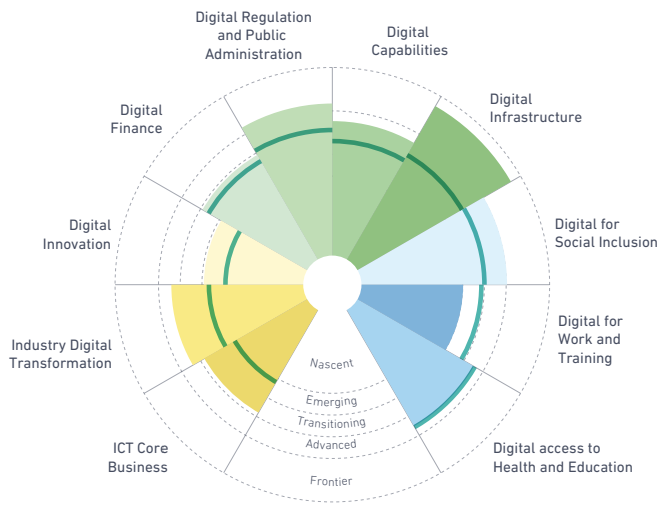 Digital Regulation
and Public
Administration
Digital
Capabilities
Digital
Infrastructure
Digital for
Social Inclusion
Digital for
Work and
Training
Digital access to
Health and Education
ICT Core
Business
Industry Digital
Transformation
Digital
Innovation
Digital
Finance
Nascent
Emerging
Transitioning
Advanced
Frontier